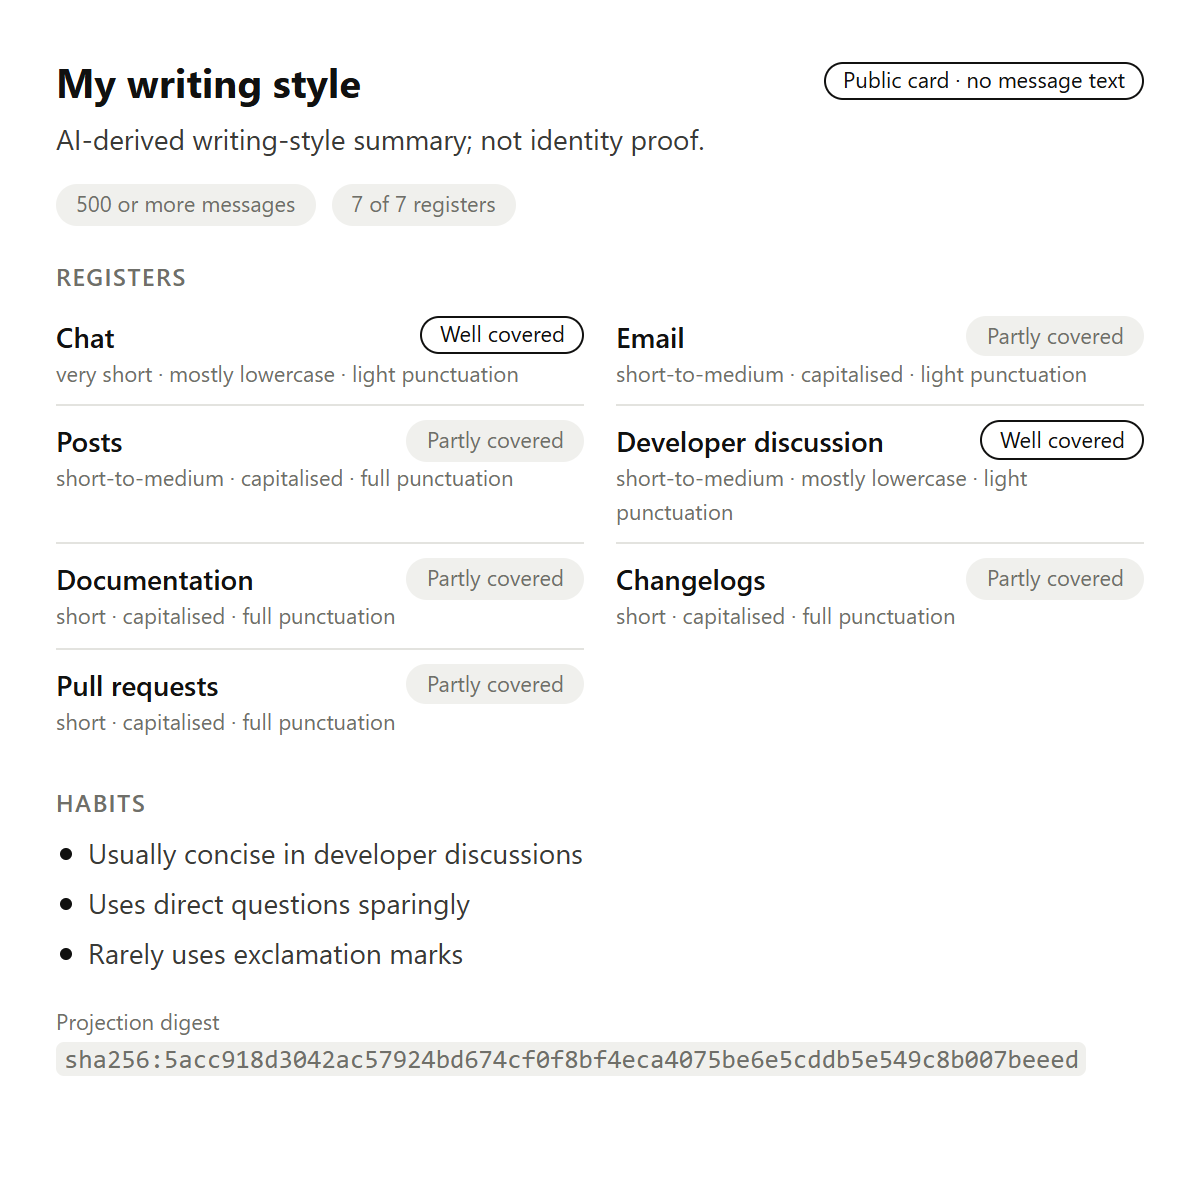 My writing style
Public card · no message text
AI-derived writing-style summary; not identity proof.
500 or more messages
7 of 7 registers
REGISTERS
Chat
Well covered
very short · mostly lowercase · light punctuation
Email
Partly covered
short-to-medium · capitalised · light punctuation
Posts
Partly covered
short-to-medium · capitalised · full punctuation
Developer discussion
Well covered
short-to-medium · mostly lowercase · light
punctuation
Documentation
Partly covered
short · capitalised · full punctuation
Changelogs
Partly covered
short · capitalised · full punctuation
Pull requests
Partly covered
short · capitalised · full punctuation
HABITS
Usually concise in developer discussions
Uses direct questions sparingly
Rarely uses exclamation marks
Projection digest
sha256:5acc918d3042ac57924bd674cf0f8bf4eca4075be6e5cddb5e549c8b007beeed